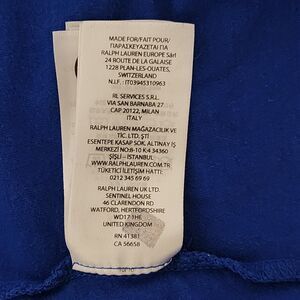 MADE FOR/FAIT POUR/
ΠΑΡΑΣΚΕΥΑΖΕΤΑΙ ΓΙΑ
RALPH LAUREN EUROPE Sàrl
24 ROUTE DE LA GALAISE
1228 PLAN-LES-OUATES,
SWITZERLAND
N.I.F.: IT03945310963
RL SERVICES S.R.L.
VIA SAN BARNABA 27
CAP 20122, MILAN
ITALY
RALPH LAUREN MAĞAZACILIK VE
TİC. LTD. ŞTİ
ESENTEPE KASAP SOK. ALTINAY İŞ
MERKEZİ NO:8-10 K:4 34360
ŞİŞLİ – İSTANBUL
WWW.RALPHLAUREN.COM.TR
TÜKETİCİ İLETİŞİM HATTI:
0212 345 69 69
RALPH LAUREN UK LTD.
SENTINEL HOUSE
46 CLARENDON RD
WATFORD, HERTFORDSHIRE
WD17 1HE
UNITED KINGDOM
RN 41381
CA 56658